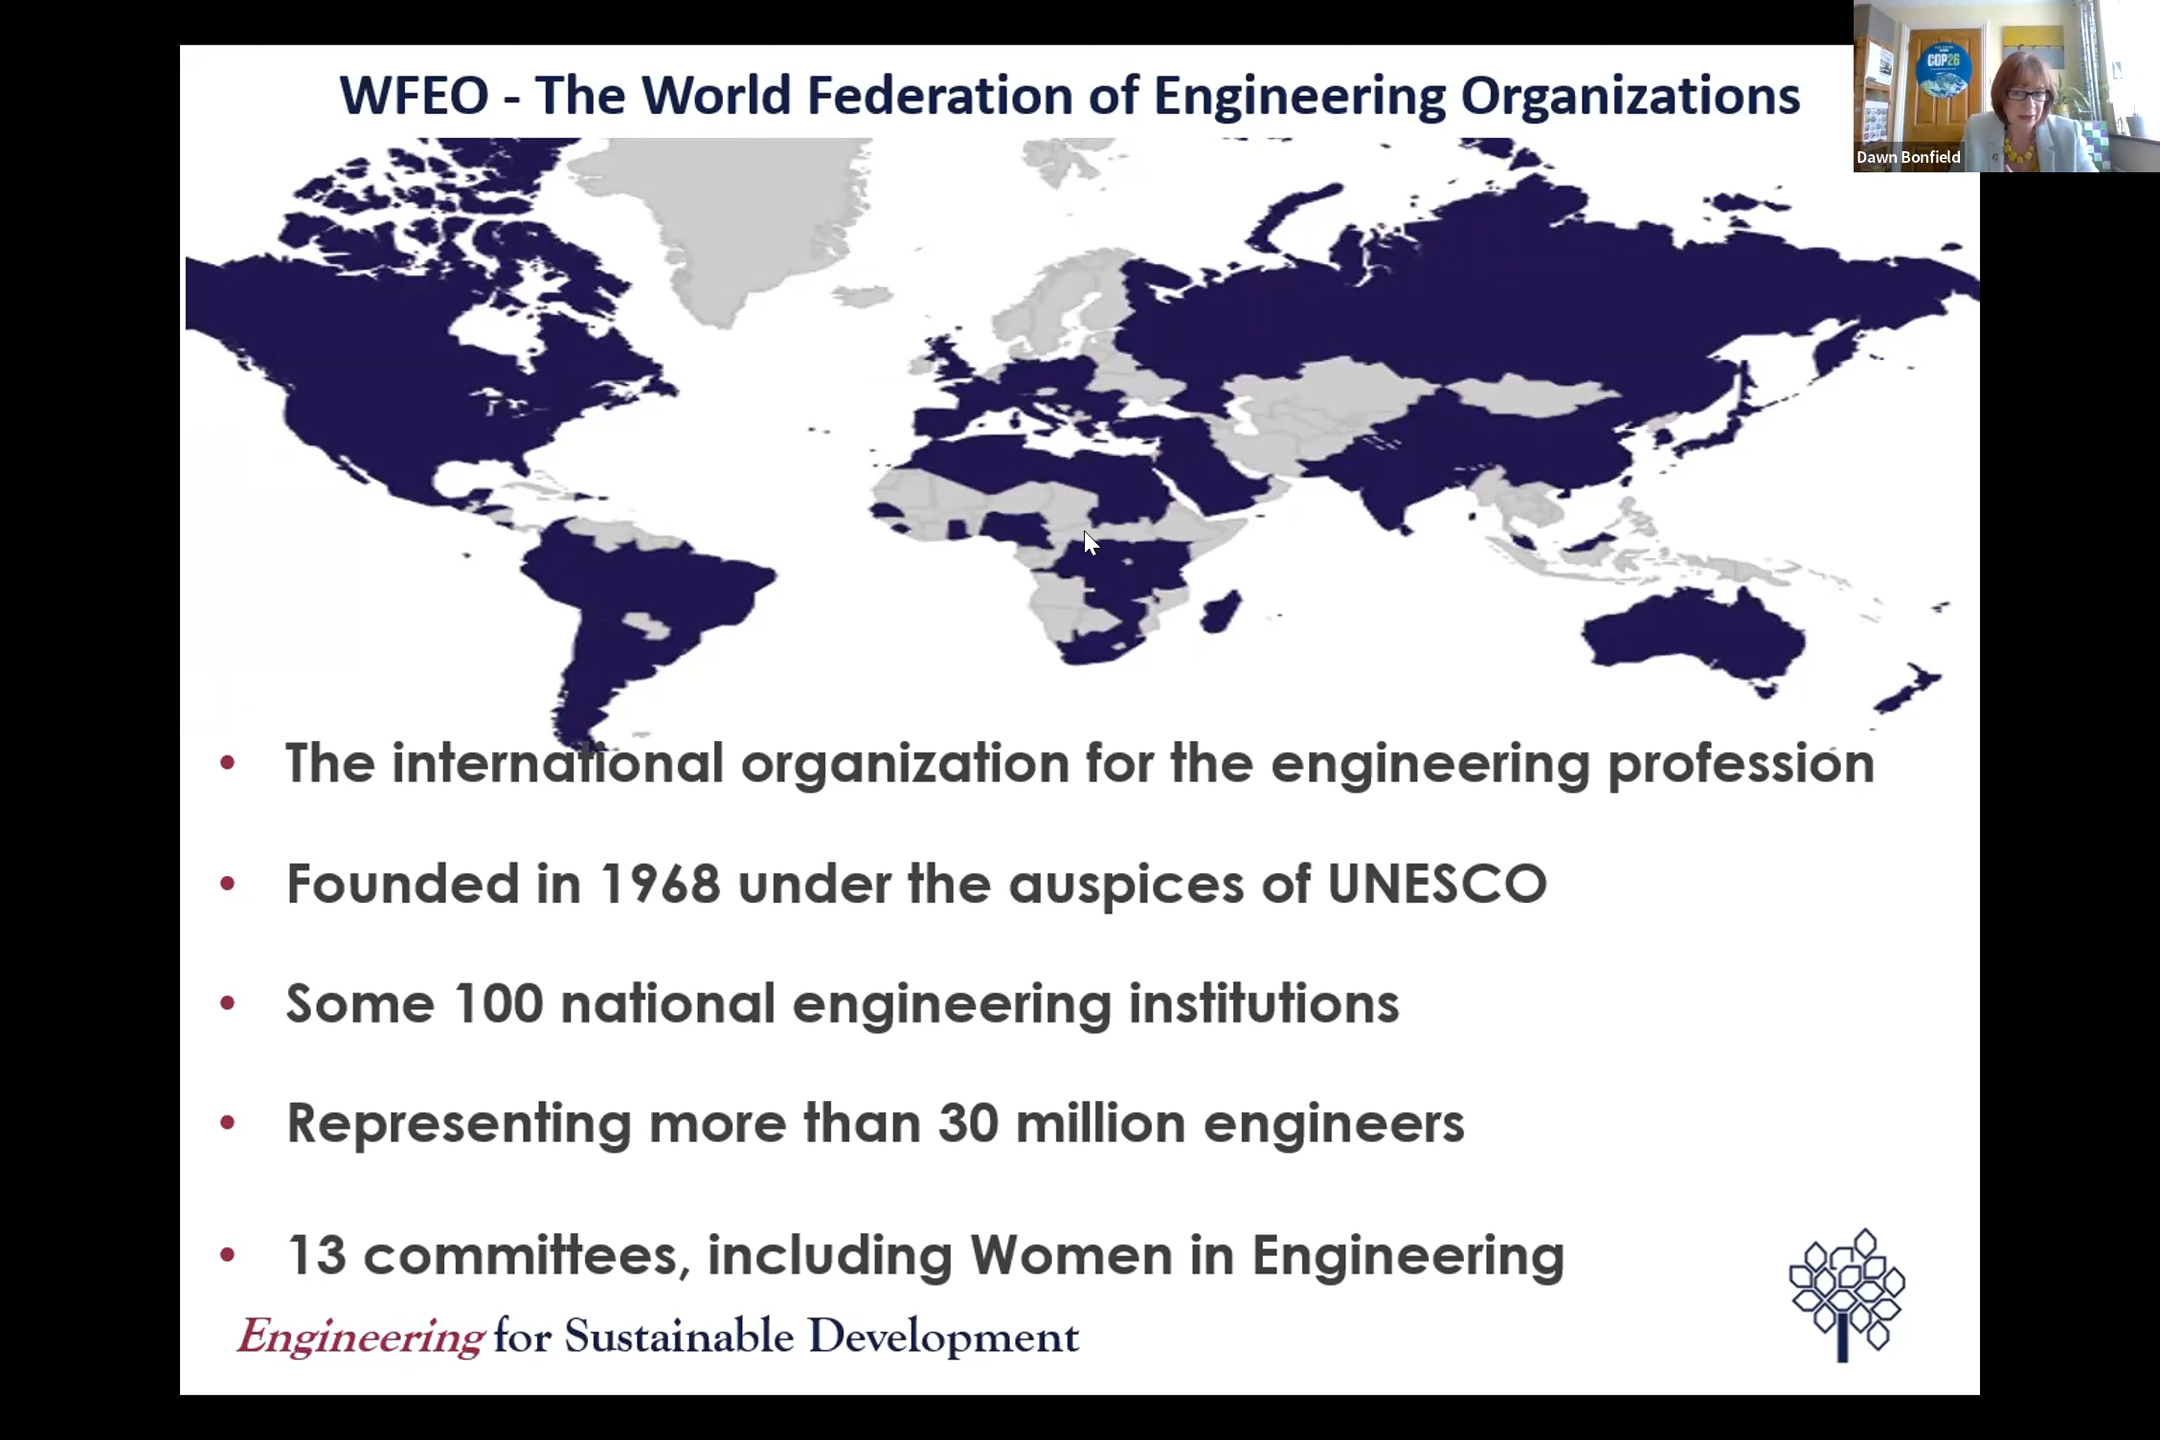 WFEO - The World Federation of Engineering Organizations
COP26
Dawn Bonfield
• The international organization for the engineering profession
• Founded in 1968 under the auspices of UNESCO
• Some 100 national engineering institutions
• Representing more than 30 million engineers
• 13 committees, including Women in Engineering
Engineering for Sustainable Development